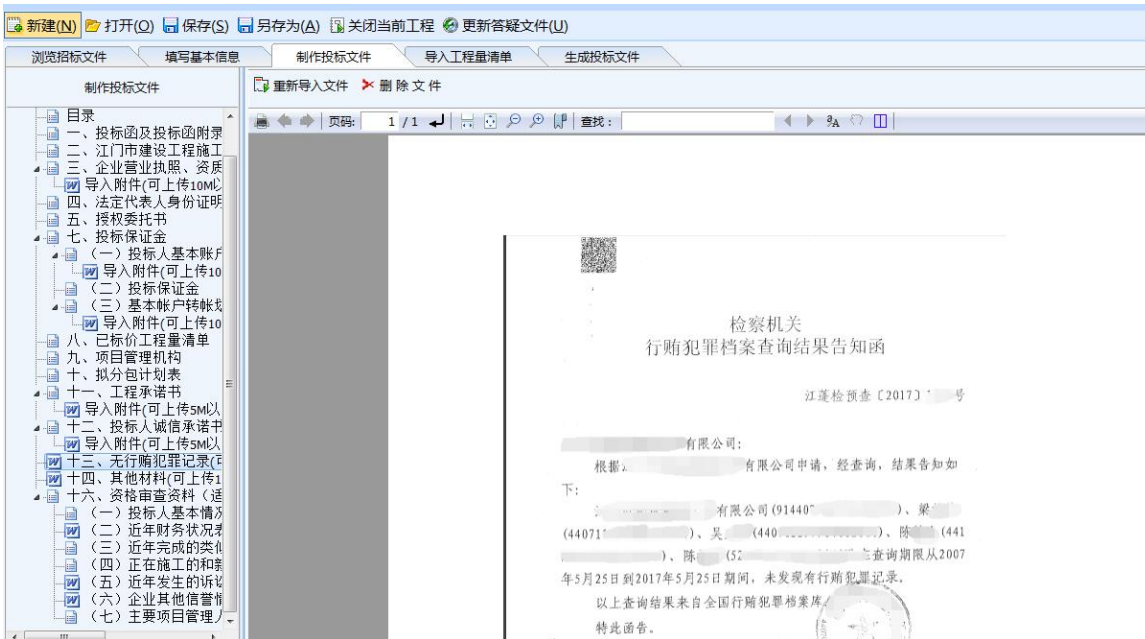 新建(N) 打开(O) 保存(S) 另存为(A) 关闭当前工程 更新答疑文件(U)
浏览招标文件 填写基本信息 制作投标文件 导入工程量清单 生成投标文件
制作投标文件
重新导入文件 删除文件
目录
一、投标函及投标函附录
二、江门市建设工程施工
三、企业营业执照、资质
导入附件(可上传10M以
四、法定代表人身份证明
五、授权委托书
七、投标保证金
（一）投标人基本账户
导入附件(可上传10
（二）投标保证金
（三）基本帐户转帐划
导入附件(可上传10
八、已标价工程量清单
九、项目管理机构
十、拟分包计划表
十一、工程承诺书
导入附件(可上传5M以
十二、投标人诚信承诺书
导入附件(可上传5M以
十三、无行贿犯罪记录(可
十四、其他材料(可上传1
十六、资格审查资料（适
（一）投标人基本情况
（二）近年财务状况表
（三）近年完成的类似
（四）正在施工的和新
（五）近年发生的诉讼
（六）企业其他信誉情
（七）主要项目管理人
页码: 1 / 1 查找:
检察机关
行贿犯罪档案查询结果告知函
江蓬检预查〔2017〕 号
有限公司:
根据 有限公司申请，经查询，结果告知如
下:
有限公司(91440 )、梁
(44071 )、吴 (440 )、陈 (441
)、陈 (52 查询期限从2007
年5月25日到2017年5月25日期间，未发现有行贿犯罪记录.
以上查询结果来自全国行贿犯罪档案库
特此函告.